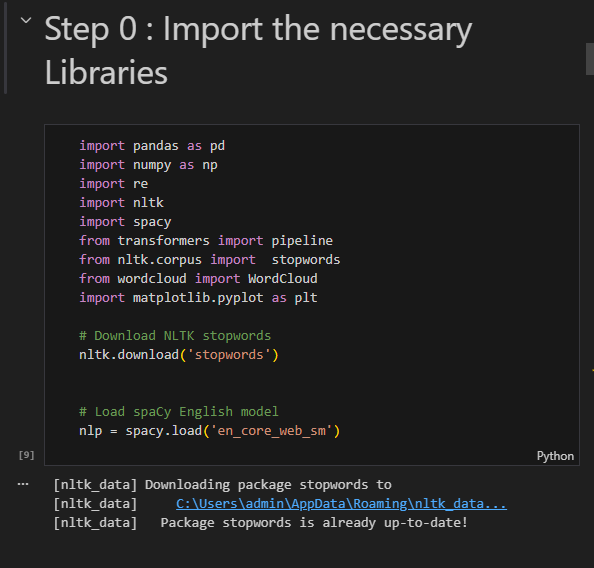 Step 0 : Import the necessary
Libraries
import pandas as pd
import numpy as np
import re
import nltk
import spacy
from transformers import pipeline
from nltk.corpus import  stopwords
from wordcloud import WordCloud
import matplotlib.pyplot as plt
# Download NLTK stopwords
nltk.download('stopwords')
# Load spaCy English model
nlp = spacy.load('en_core_web_sm')
[9]
Python
... [nltk_data] Downloading package stopwords to
[nltk_data]     C:\Users\admin\AppData\Roaming\nltk_data...
[nltk_data]   Package stopwords is already up-to-date!